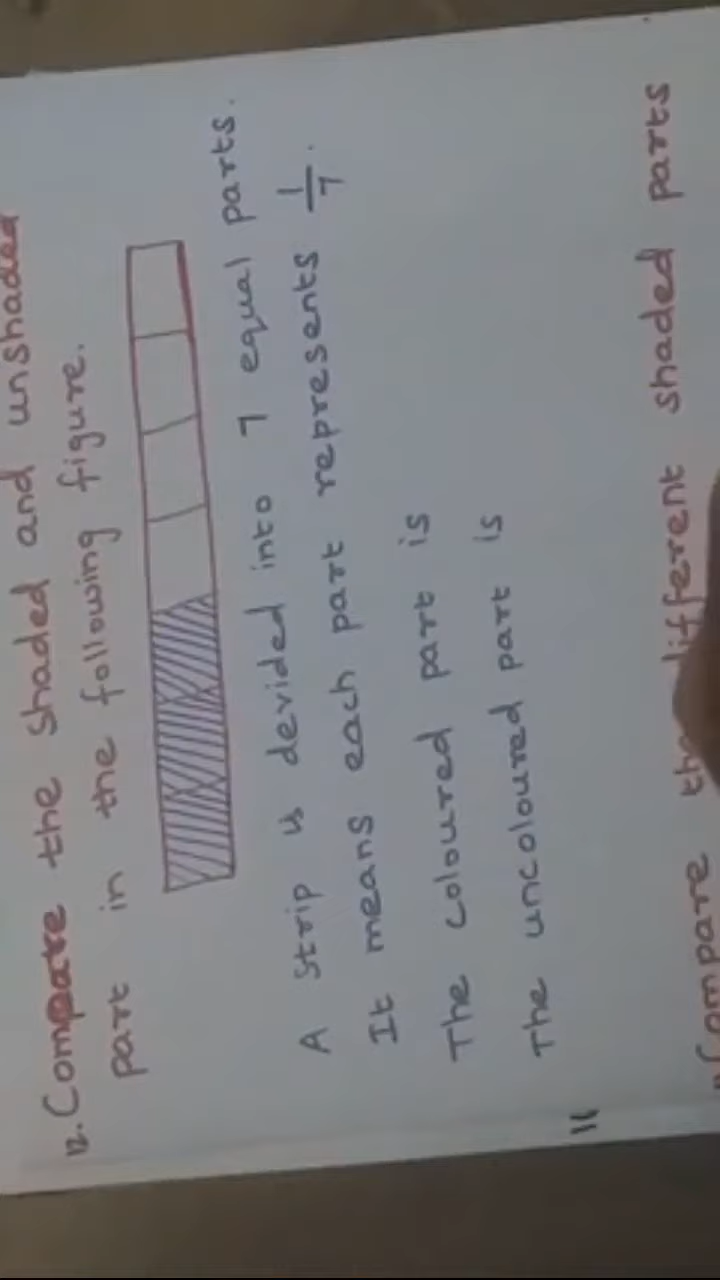 12. Compare the shaded and unshaded
part in the following figure.
A strip is devided into 7 equal parts.
It means each part represents 1/7.
The coloured part is
The uncoloured part is
11
Compare the different shaded parts